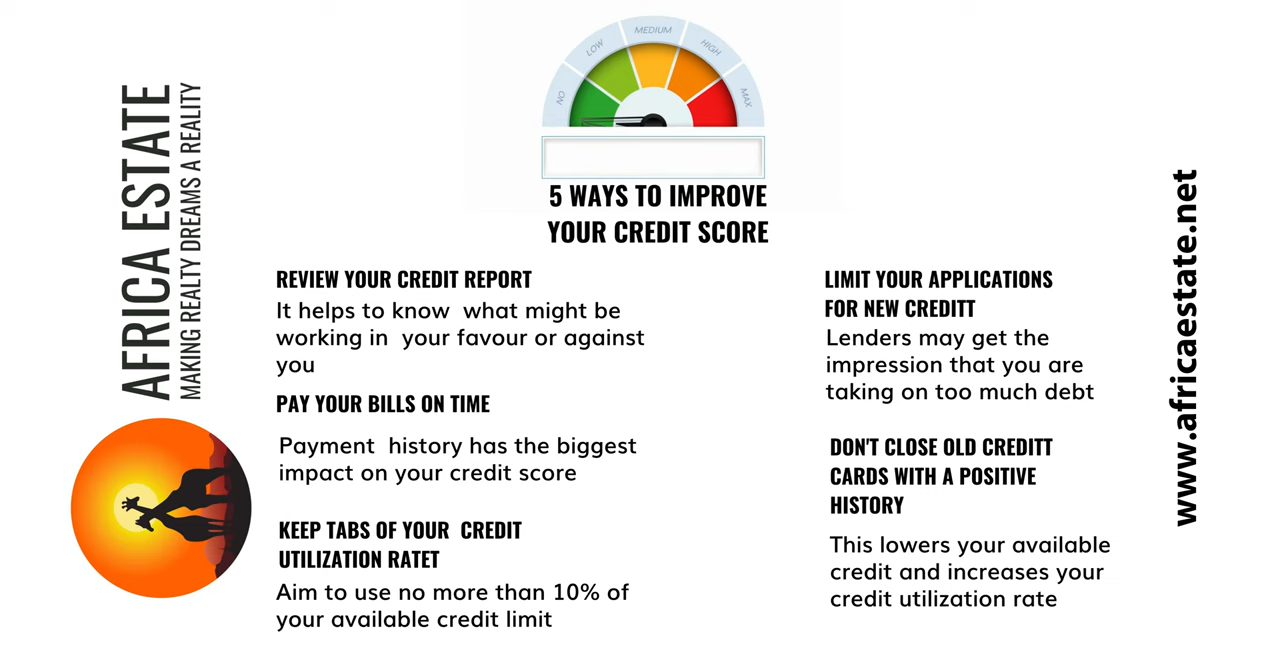 NO
LOW
MEDIUM
HIGH
MAX
5 WAYS TO IMPROVE
YOUR CREDIT SCORE
AFRICA ESTATE
MAKING REALTY DREAMS A REALITY
REVIEW YOUR CREDIT REPORT
It helps to know what might be
working in your favour or against
you
PAY YOUR BILLS ON TIME
Payment history has the biggest
impact on your credit score
KEEP TABS OF YOUR CREDIT
UTILIZATION RATET
Aim to use no more than 10% of
your available credit limit
LIMIT YOUR APPLICATIONS
FOR NEW CREDITT
Lenders may get the
impression that you are
taking on too much debt
DON'T CLOSE OLD CREDITT
CARDS WITH A POSITIVE
HISTORY
This lowers your available
credit and increases your
credit utilization rate
www.africaestate.net